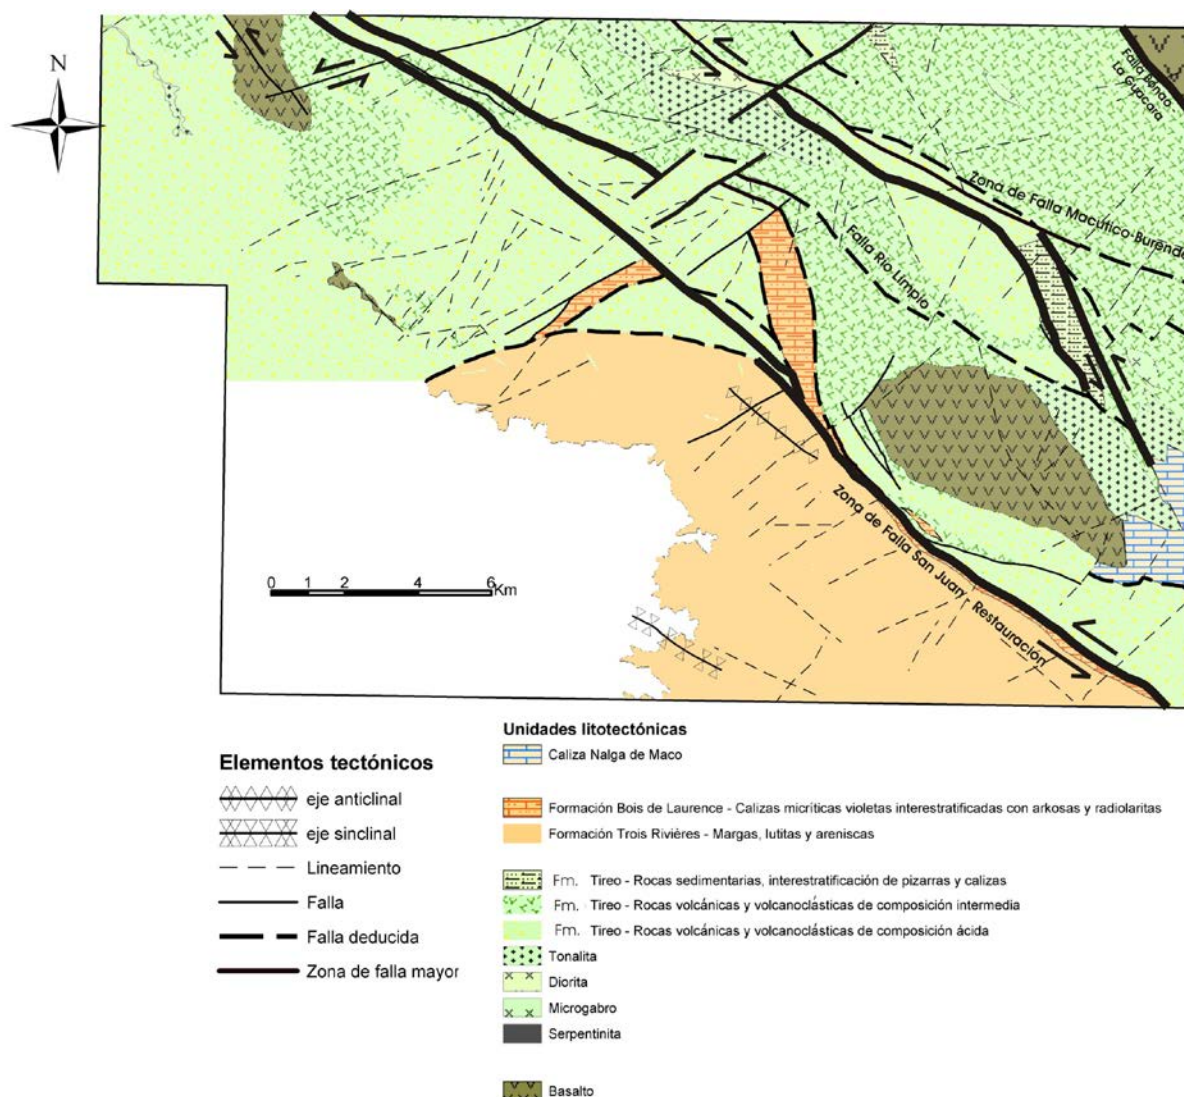 N
Falla Bonao
La Guacara
Zona de Falla Macutico-Burende
Falla Río Limpio
Zona de Falla San Juan - Restauración
0 1 2 4 6 Km
Elementos tectónicos
eje anticlinal
eje sinclinal
Lineamiento
Falla
Falla deducida
Zona de falla mayor
Unidades litotectónicas
Caliza Nalga de Maco
Formación Bois de Laurence - Calizas micríticas violetas interestratificadas con arkosas y radiolaritas
Formación Trois Rivières - Margas, lutitas y areniscas
Fm. Tireo - Rocas sedimentarias, interestratificación de pizarras y calizas
Fm. Tireo - Rocas volcánicas y volcanoclásticas de composición intermedia
Fm. Tireo - Rocas volcánicas y volcanoclásticas de composición ácida
Tonalita
Diorita
Microgabro
Serpentinita
Basalto